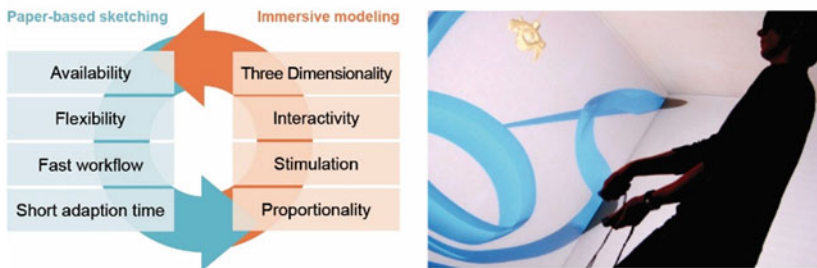 Paper-based sketching
Immersive modeling
Availability
Three Dimensionality
Flexibility
Interactivity
Fast workflow
Stimulation
Short adaption time
Proportionality